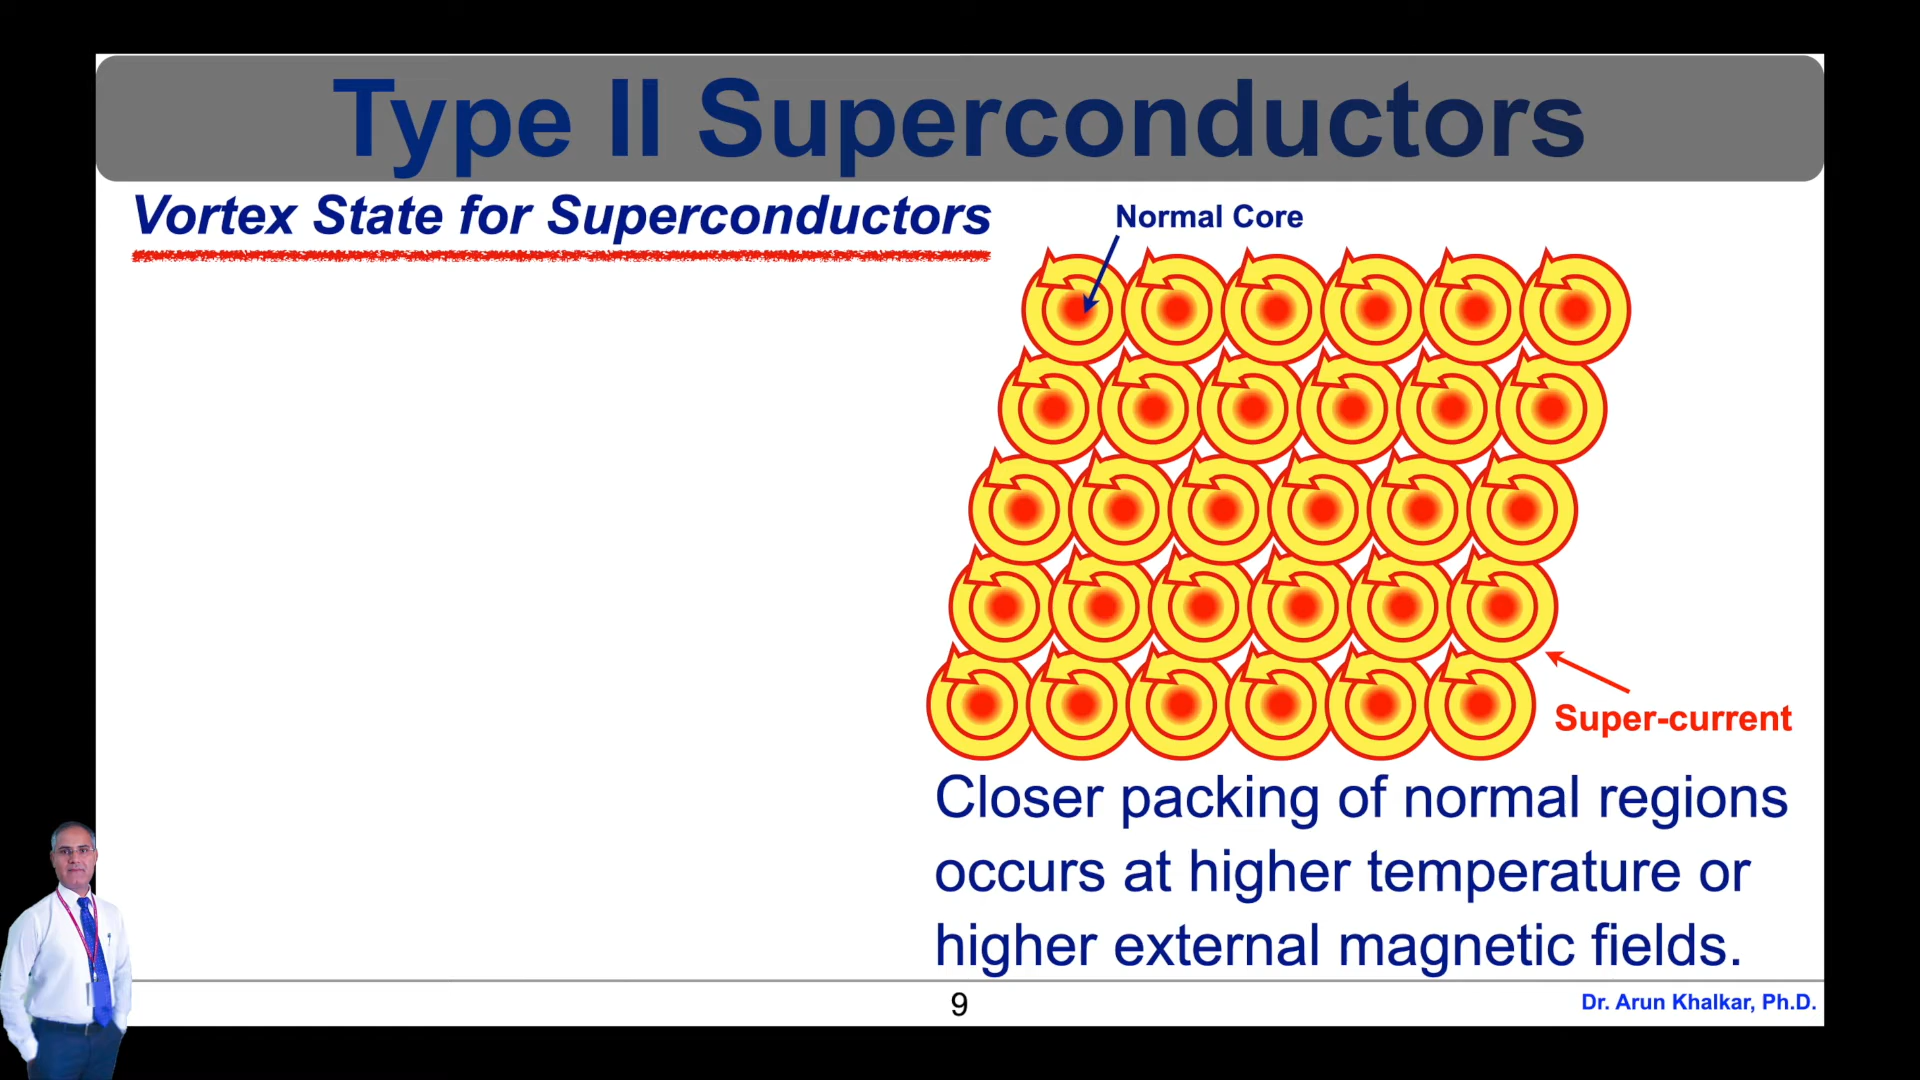 Type II Superconductors
Vortex State for Superconductors
Normal Core
Super-current
Closer packing of normal regions
occurs at higher temperature or
higher external magnetic fields.
9
Dr. Arun Khalkar, Ph.D.